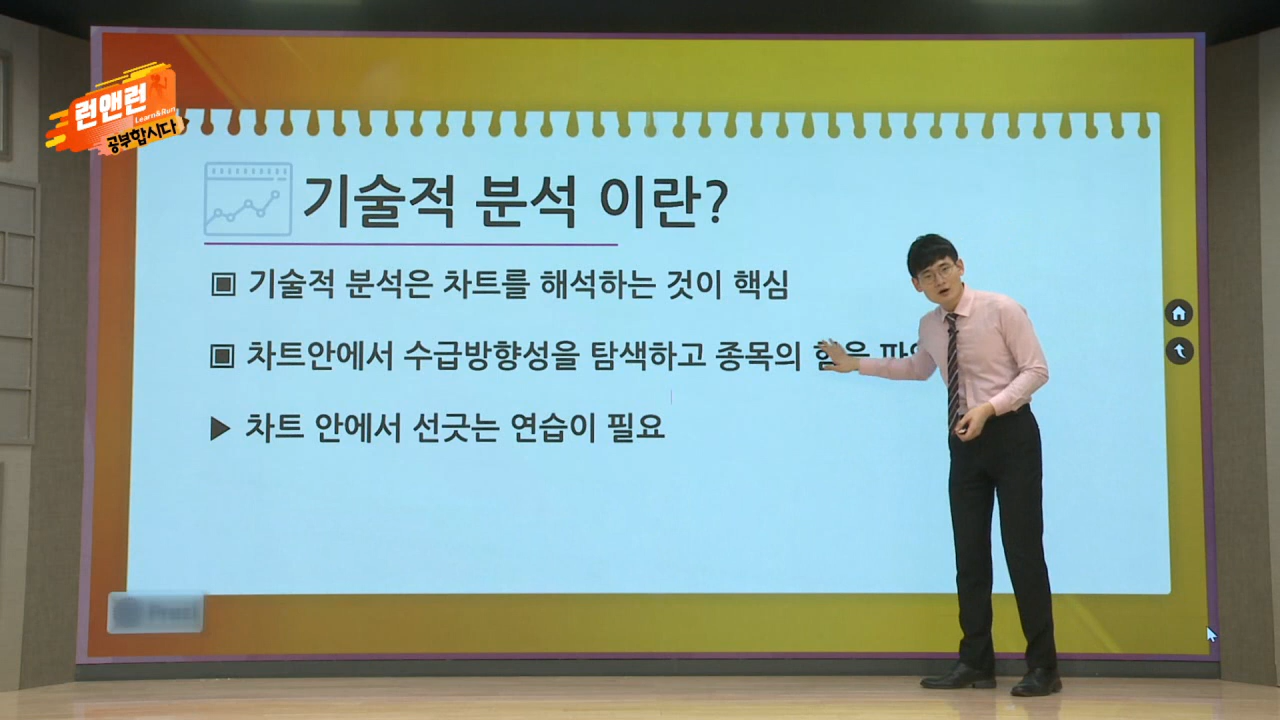 런앤런
Learn&Run
공부합시다
기술적 분석 이란?
▣ 기술적 분석은 차트를 해석하는 것이 핵심
▣ 차트안에서 수급방향성을 탐색하고 종목의 힘을
▶ 차트 안에서 선긋는 연습이 필요